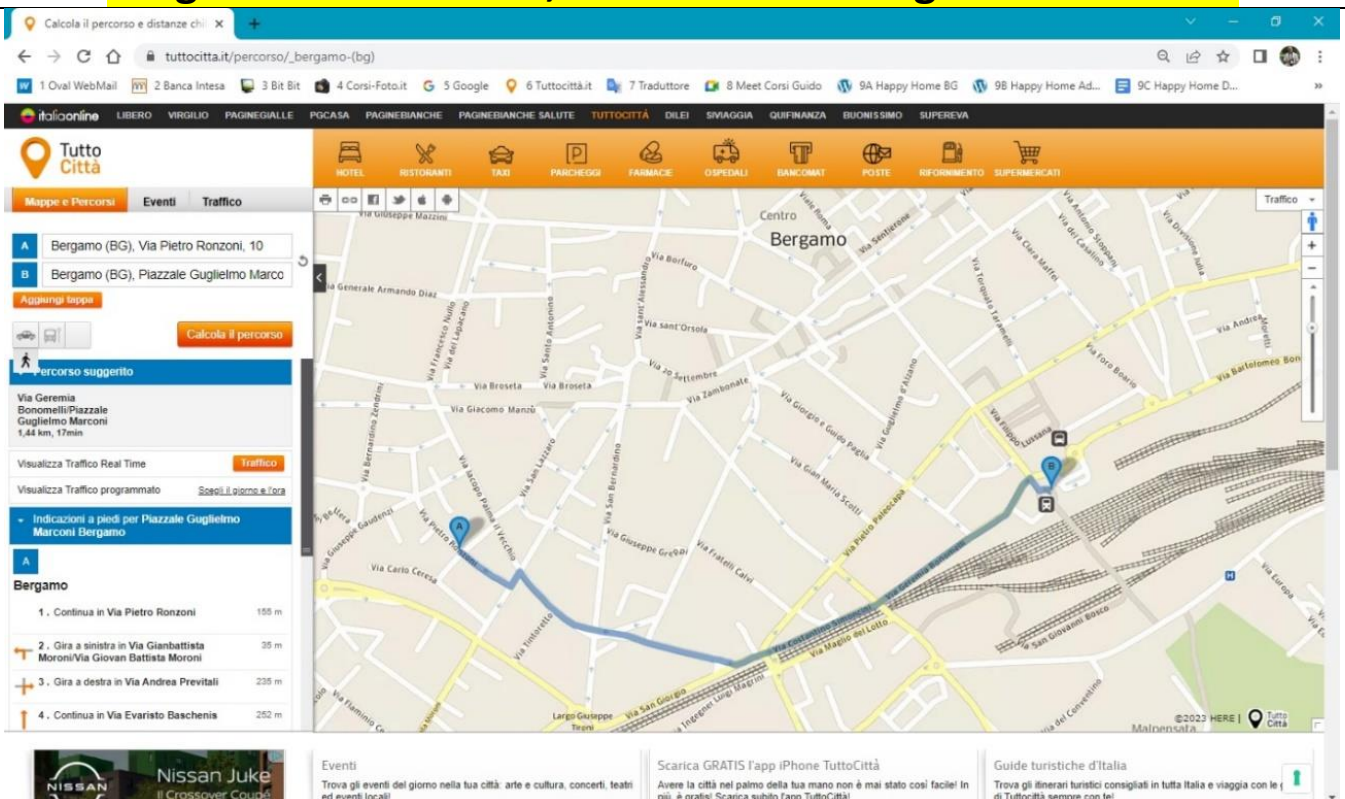 Calcola il percorso e distanze chil
tuttocitta.it/percorso/_bergamo-(bg)
1 Oval WebMail 2 Banca Intesa 3 Bit Bit 4 Corsi-Foto.it 5 Google 6 Tuttocittà.it 7 Traduttore 8 Meet Corsi Guido 9A Happy Home BG 9B Happy Home Ad... 9C Happy Home D...
italiaonline LIBERO VIRGILIO PAGINEGIALLE PGCASA PAGINEBIANCHE PAGINEBIANCHE SALUTE TUTTOCITTÀ DILEI SIVIAGGIA QUIFINANZA BUONISSIMO SUPEREVA
Tutto
Città
HOTEL RISTORANTI TAXI PARCHEGGI FARMACIE OSPEDALI BANCOMAT POSTE RIFORNIMENTO SUPERMERCATI
Mappe e Percorsi Eventi Traffico
A Bergamo (BG), Via Pietro Ronzoni, 10
B Bergamo (BG), Piazzale Guglielmo Marco
Aggiungi tappa
Calcola il percorso
Percorso suggerito
Via Geremia
Bonomelli/Piazzale
Guglielmo Marconi
1,44 km, 17min
Visualizza Traffico Real Time Traffico
Visualizza Traffico programmato Scegli il giorno e l'ora
Indicazioni a piedi per Piazzale Guglielmo
Marconi Bergamo
A
Bergamo
1 . Continua in Via Pietro Ronzoni 155 m
2 . Gira a sinistra in Via Gianbattista 35 m
Moroni/Via Giovan Battista Moroni
3 . Gira a destra in Via Andrea Previtali 235 m
4 . Continua in Via Evaristo Baschenis 252 m
Traffico
Via Giuseppe Mazzini
Centro
Bergamo
Viale Roma
Via Sentierone
Via Antonio Stoppani
Via del Casalino
Via Divisione Julia
Via Clara Maffei
Via Borfuro
Via sant'Alessandro
Via Generale Armando Diaz
Via Torquato Taramelli
Via Francesco Nullo
Via del Lapacano
Via Santo Antonino
Via sant'Orsola
Via Andrea Moretti
Via Foro Boario
Via Bartolomeo Bon
Via 20 Settembre
Via Zambonate
Via Guglielmo d'Alzano
Via Broseta
Via Broseta
Via Giacomo Manzù
Via Bernardino Zendrini
Via Giorgio e Guido Paglia
Via Filippo Lussana
B
Via San Lazzaro
Via San Bernardino
Via Gian Maria Scotti
Via Jacopo Palma il Vecchio
Via Pietro Paleocapa
A
Via Pietro Ronzoni
Via Giuseppe Gaudenzi
Via Giuseppe Greppi
Via Fratelli Calvi
Via Carlo Ceresa
Via Geremia Bonomelli
H
Via Europa
Via San Giovanni Bosco
Via Costantino Simoncini
Via Maglio del Lotto
Via Tintoretto
Via San Giorgio
Via Ingegner Luigi Magrini
Largo Giuseppe
Tironi
Via Flaminio
Via del Conventino
Malpensata
©2023 HERE | Tutto
Città
NISSAN
Nissan Juke
Il Crossover Coupé
Eventi
Trova gli eventi del giorno nella tua città: arte e cultura, concerti, teatri
ed eventi locali!
Scarica GRATIS l'app iPhone TuttoCittà
Avere la città nel palmo della tua mano non è mai stato così facile! In
più, è gratis! Scarica subito l'app TuttoCittà!
Guide turistiche d'Italia
Trova gli itinerari turistici consigliati in tutta Italia e viaggia con le
di Tuttocittà sempre con te!